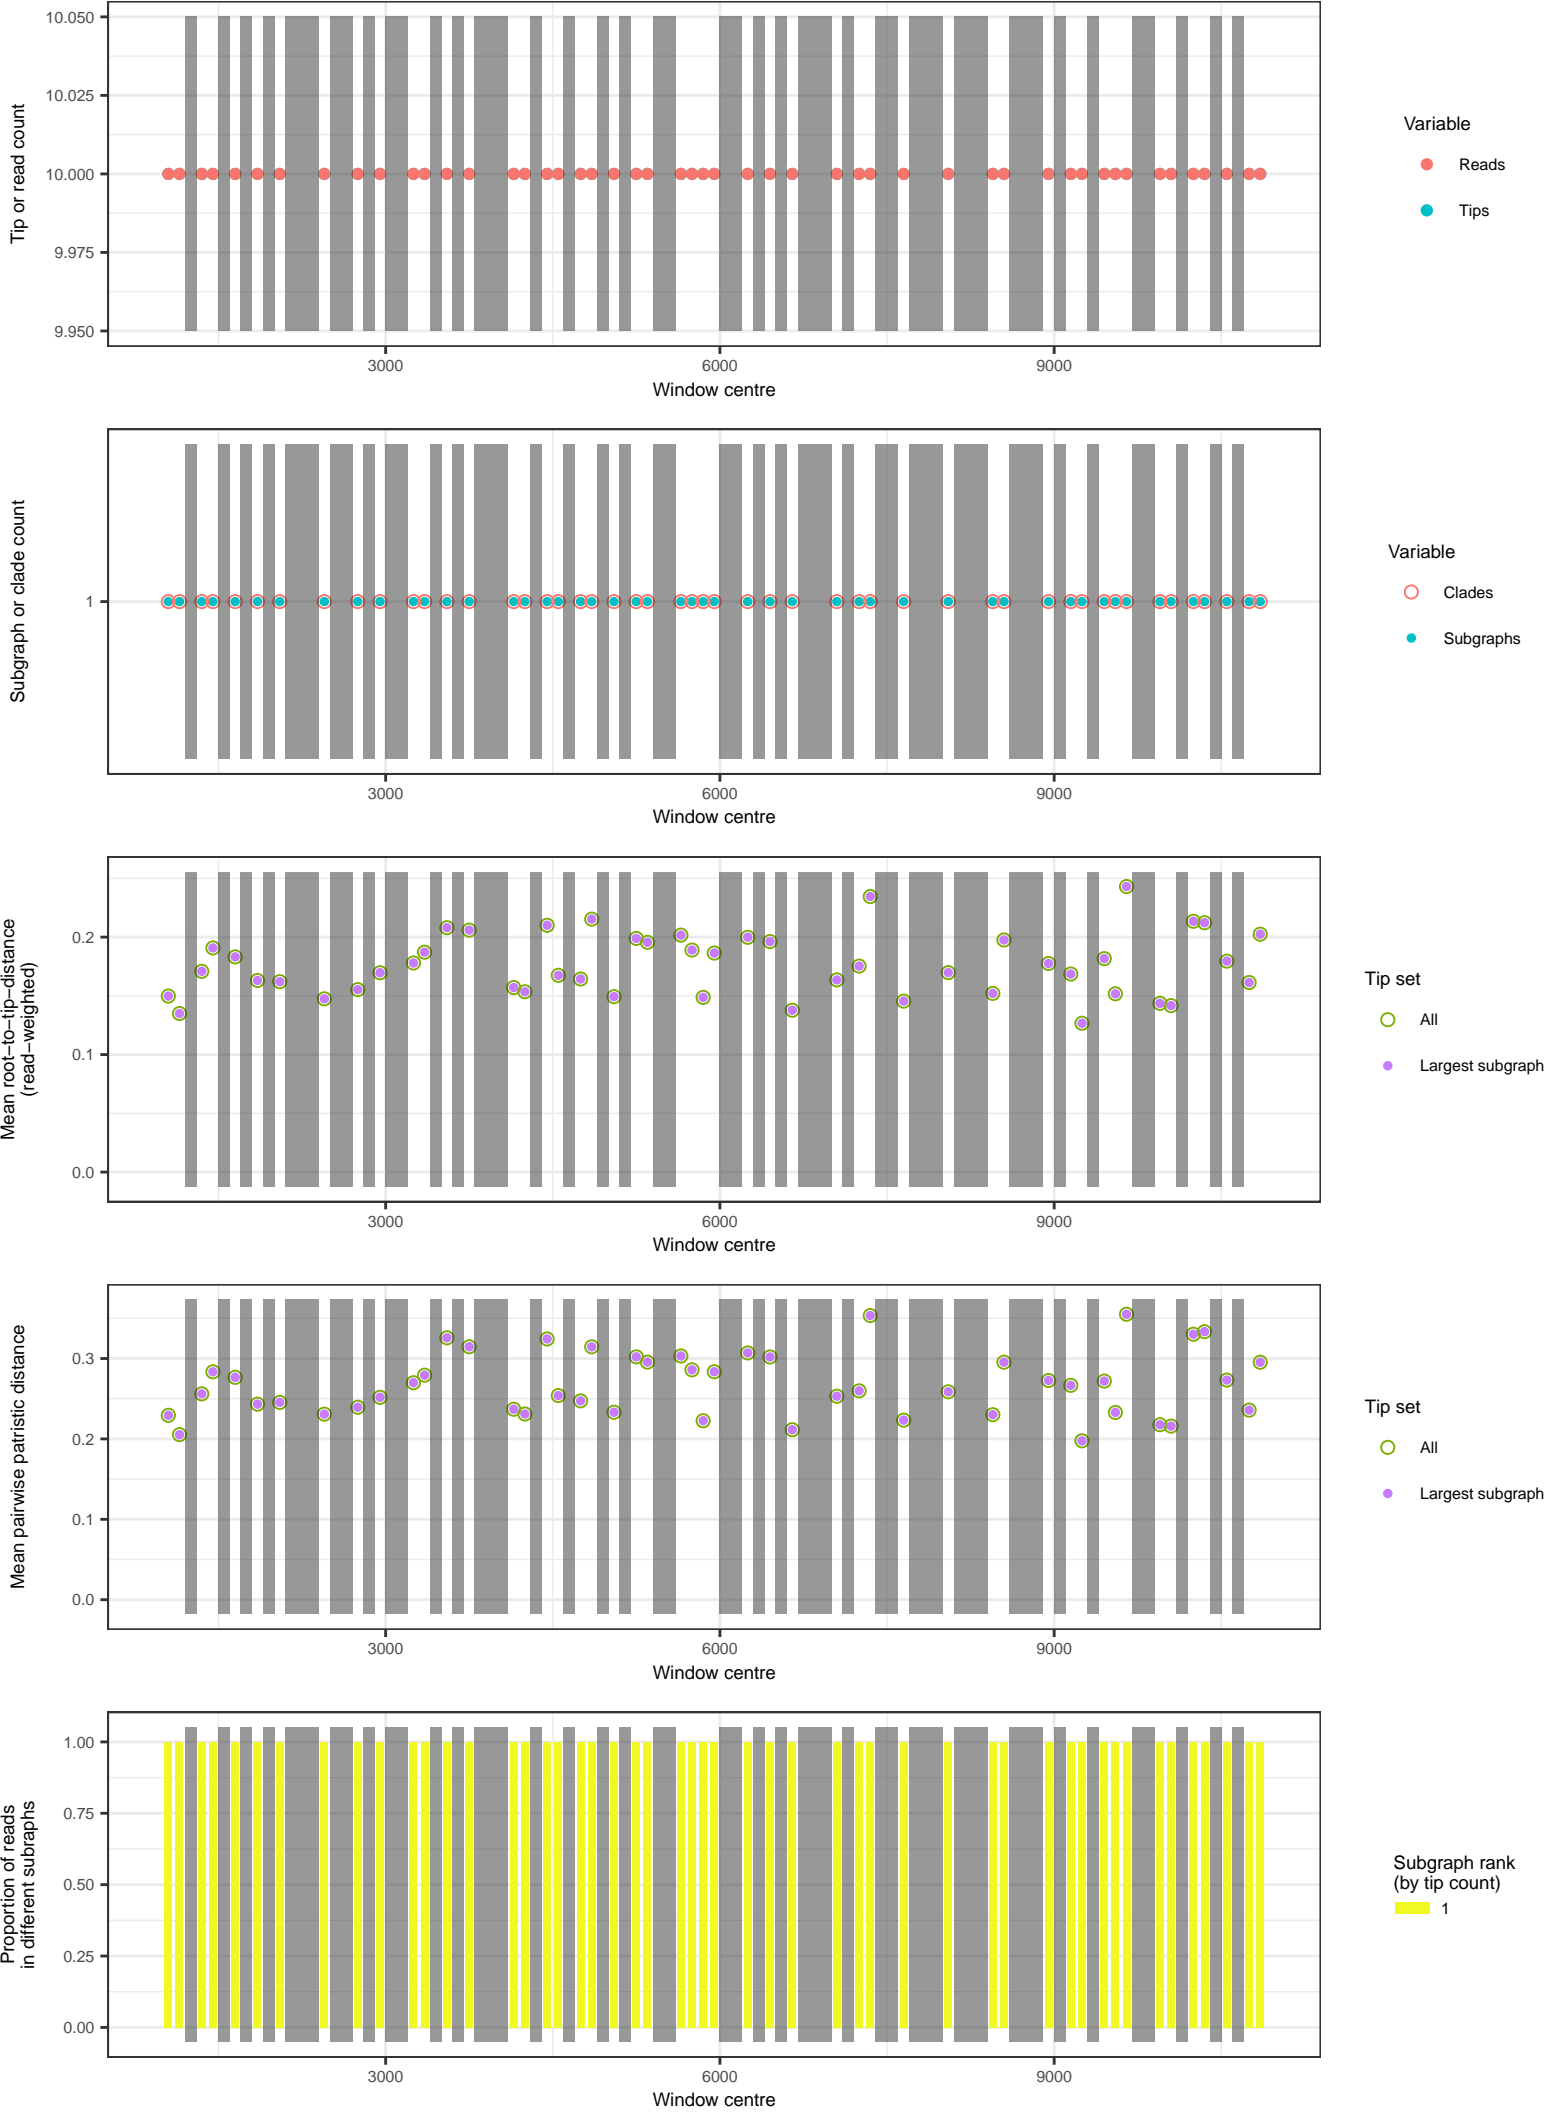 10.050
10.025
10.000
9.975
9.950
Tip or read count
3000
6000
9000
Window centre
Variable
Reads
Tips
Subgraph or clade count
1
3000
6000
9000
Window centre
Variable
Clades
Subgraphs
Mean root−to−tip−distance
(read−weighted)
0.2
0.1
0.0
3000
6000
9000
Window centre
Tip set
All
Largest subgraph
Mean pairwise patristic distance
0.3
0.2
0.1
0.0
3000
6000
9000
Window centre
Tip set
All
Largest subgraph
Proportion of reads
in different subraphs
1.00
0.75
0.50
0.25
0.00
3000
6000
9000
Window centre
Subgraph rank
(by tip count)
1